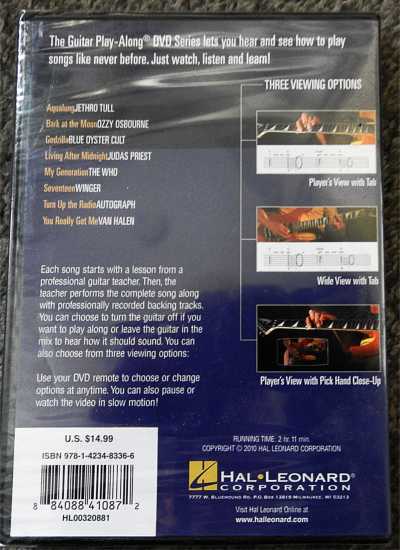 The Guitar Play-Along® DVD Series lets you hear and see how to play
songs like never before. Just watch, listen and learn!
THREE VIEWING OPTIONS
Aqualung JETHRO TULL
Bark at the Moon OZZY OSBOURNE
Godzilla BLUE OYSTER CULT
Living After Midnight JUDAS PRIEST
My Generation THE WHO
Seventeen WINGER
Turn Up the Radio AUTOGRAPH
You Really Got Me VAN HALEN
Player's View with Tab
Wide View with Tab
Player's View with Pick Hand Close-Up
Each song starts with a lesson from a
professional guitar teacher. Then, the
teacher performs the complete song along
with professionally recorded backing tracks.
You can choose to turn the guitar off if you
want to play along or leave the guitar in the
mix to hear how it should sound. You can
also choose from three viewing options:
Use your DVD remote to choose or change
options at anytime. You can also pause or
watch the video in slow motion!
U.S. $14.99
ISBN 978-1-4234-8336-6
8 84088 41087 2
HL00320881
RUNNING TIME: 2 hr. 11 min.
COPYRIGHT © 2010 HAL LEONARD CORPORATION
HAL•LEONARD
CORPORATION
7777 W. BLUEMOUND RD. P.O. BOX 13819 MILWAUKEE, WI 53213
Visit Hal Leonard Online at
www.halleonard.com